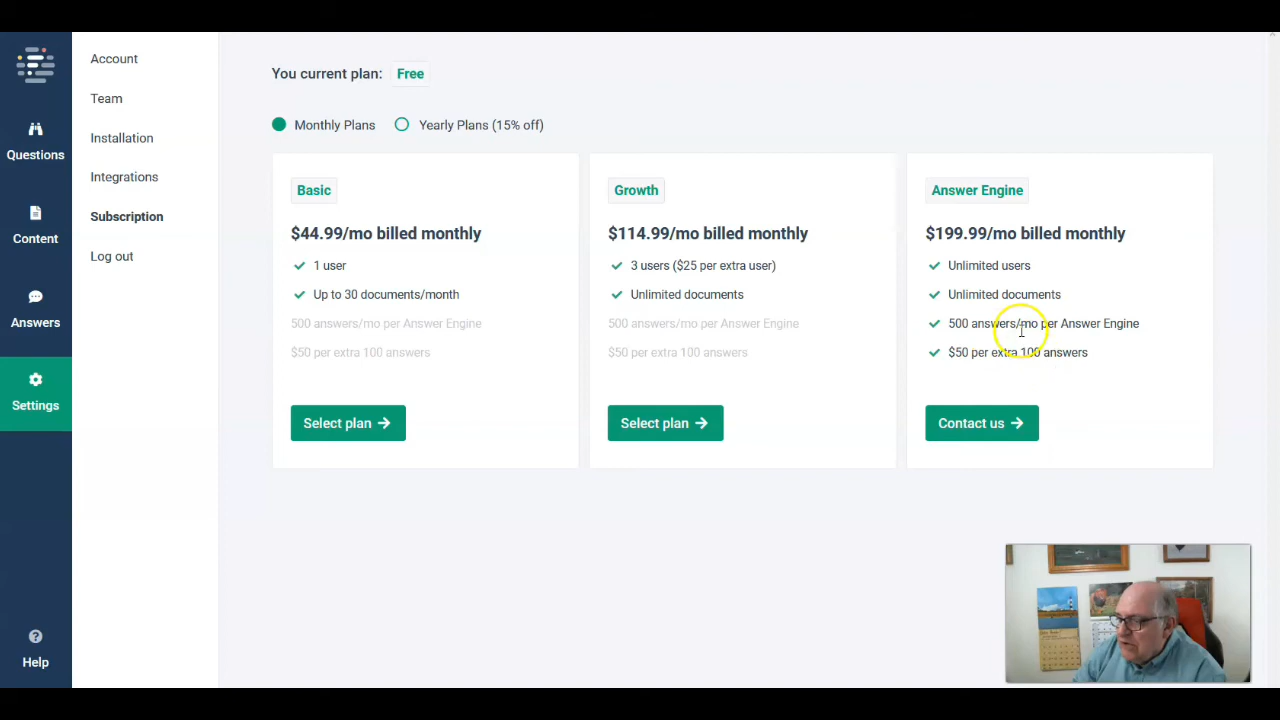 Questions
Content
Answers
Settings
Help
Account
Team
Installation
Integrations
Subscription
Log out
You current plan: Free
Monthly Plans Yearly Plans (15% off)
Basic
$44.99/mo billed monthly
1 user
Up to 30 documents/month
500 answers/mo per Answer Engine
$50 per extra 100 answers
Select plan
Growth
$114.99/mo billed monthly
3 users ($25 per extra user)
Unlimited documents
500 answers/mo per Answer Engine
$50 per extra 100 answers
Select plan
Answer Engine
$199.99/mo billed monthly
Unlimited users
Unlimited documents
500 answers/mo per Answer Engine
$50 per extra 100 answers
Contact us